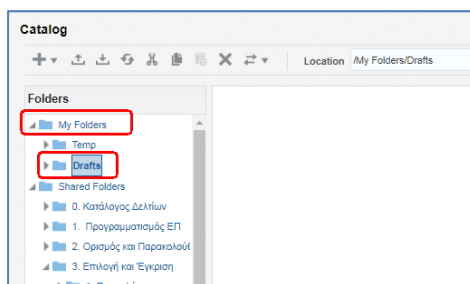 Catalog
Location /My Folders/Drafts
Folders
My Folders
Temp
Drafts
Shared Folders
0. Κατάλογος Δελτίων
1. Προγραμματισμός ΕΠ
2. Ορισμός και Παρακολούθ
3. Επιλογή και Έγκριση